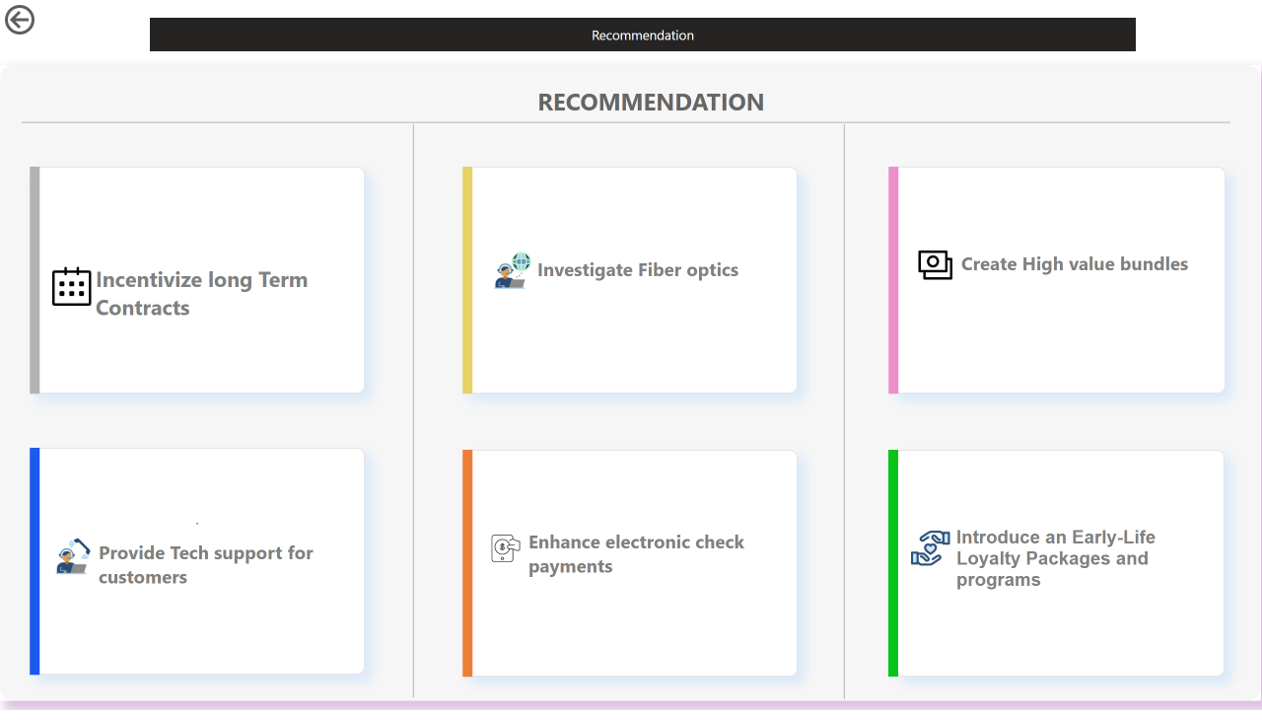 Recommendation
RECOMMENDATION
Incentivize long Term
Contracts
Investigate Fiber optics
Create High value bundles
Provide Tech support for
customers
Enhance electronic check
payments
Introduce an Early-Life
Loyalty Packages and
programs